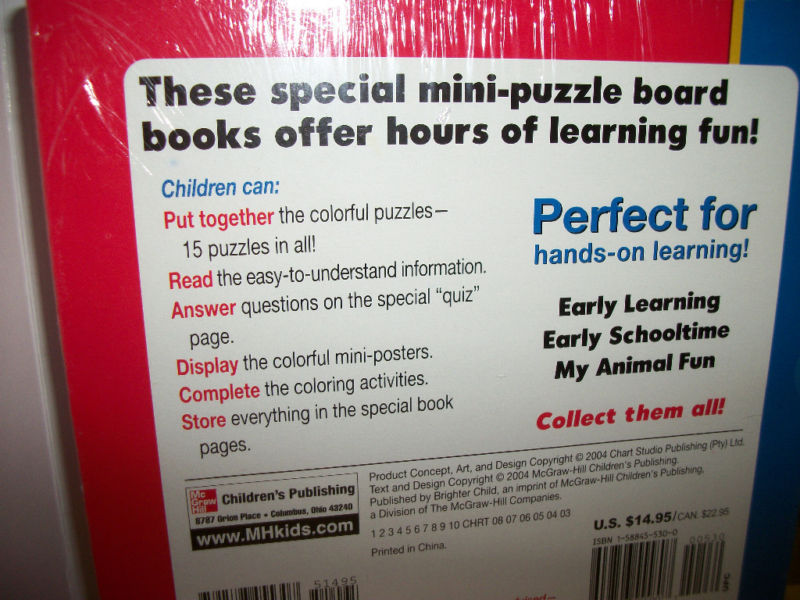 These special mini-puzzle board
books offer hours of learning fun!
Children can:
Put together the colorful puzzles—
15 puzzles in all!
Read the easy-to-understand information.
Answer questions on the special “quiz”
page.
Display the colorful mini-posters.
Complete the coloring activities.
Store everything in the special book
pages.
Perfect for
hands-on learning!
Early Learning
Early Schooltime
My Animal Fun
Collect them all!
Mc
Graw
Hill
Children's Publishing
8787 Orion Place • Columbus, Ohio 43240
www.MHkids.com
Product Concept, Art, and Design Copyright © 2004 Chart Studio Publishing (Pty) Ltd.
Text and Design Copyright © 2004 McGraw-Hill Children's Publishing.
Published by Brighter Child, an imprint of McGraw-Hill Children's Publishing,
a Division of The McGraw-Hill Companies.
1 2 3 4 5 6 7 8 9 10 CHRT 08 07 06 05 04 03
Printed in China.
U.S. $14.95/CAN. $22.95
ISBN 1-58845-530-0
00530
51495
UPC